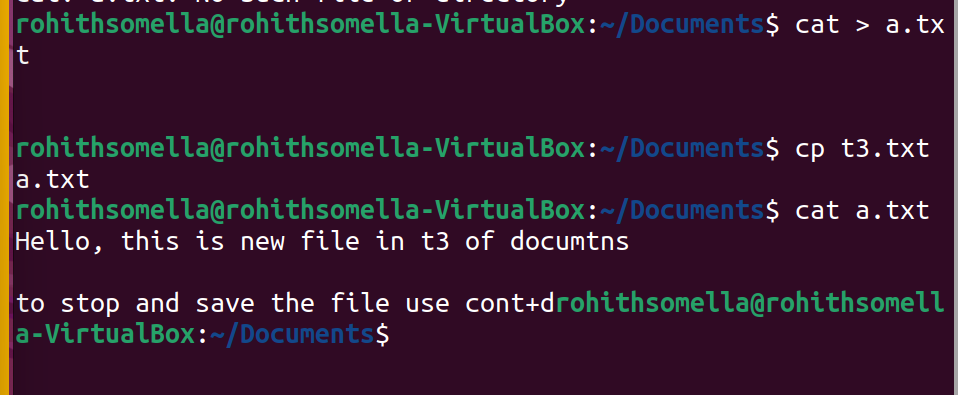 rohithsomella@rohithsomella-VirtualBox:~/Documents$ cat > a.tx
t
rohithsomella@rohithsomella-VirtualBox:~/Documents$ cp t3.txt
a.txt
rohithsomella@rohithsomella-VirtualBox:~/Documents$ cat a.txt
Hello, this is new file in t3 of documtns
to stop and save the file use cont+drohithsomella@rohithsomell
a-VirtualBox:~/Documents$